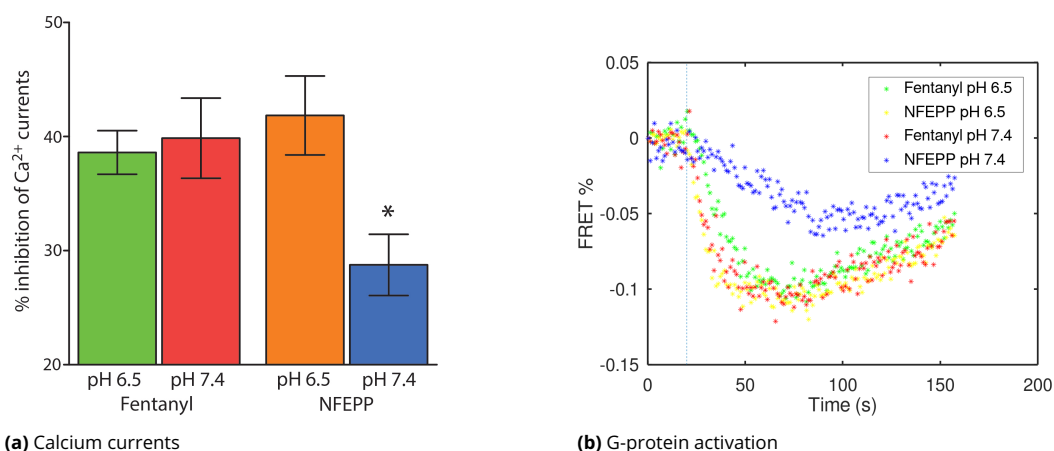 50
40
30
20
% inhibition of Ca2+ currents
*
pH 6.5 pH 7.4 pH 6.5 pH 7.4
Fentanyl NFEPP
(a) Calcium currents
0.05
0
-0.05
-0.1
-0.15
FRET %
Fentanyl pH 6.5
NFEPP pH 6.5
Fentanyl pH 7.4
NFEPP pH 7.4
0 50 100 150 200
Time (s)
(b) G-protein activation